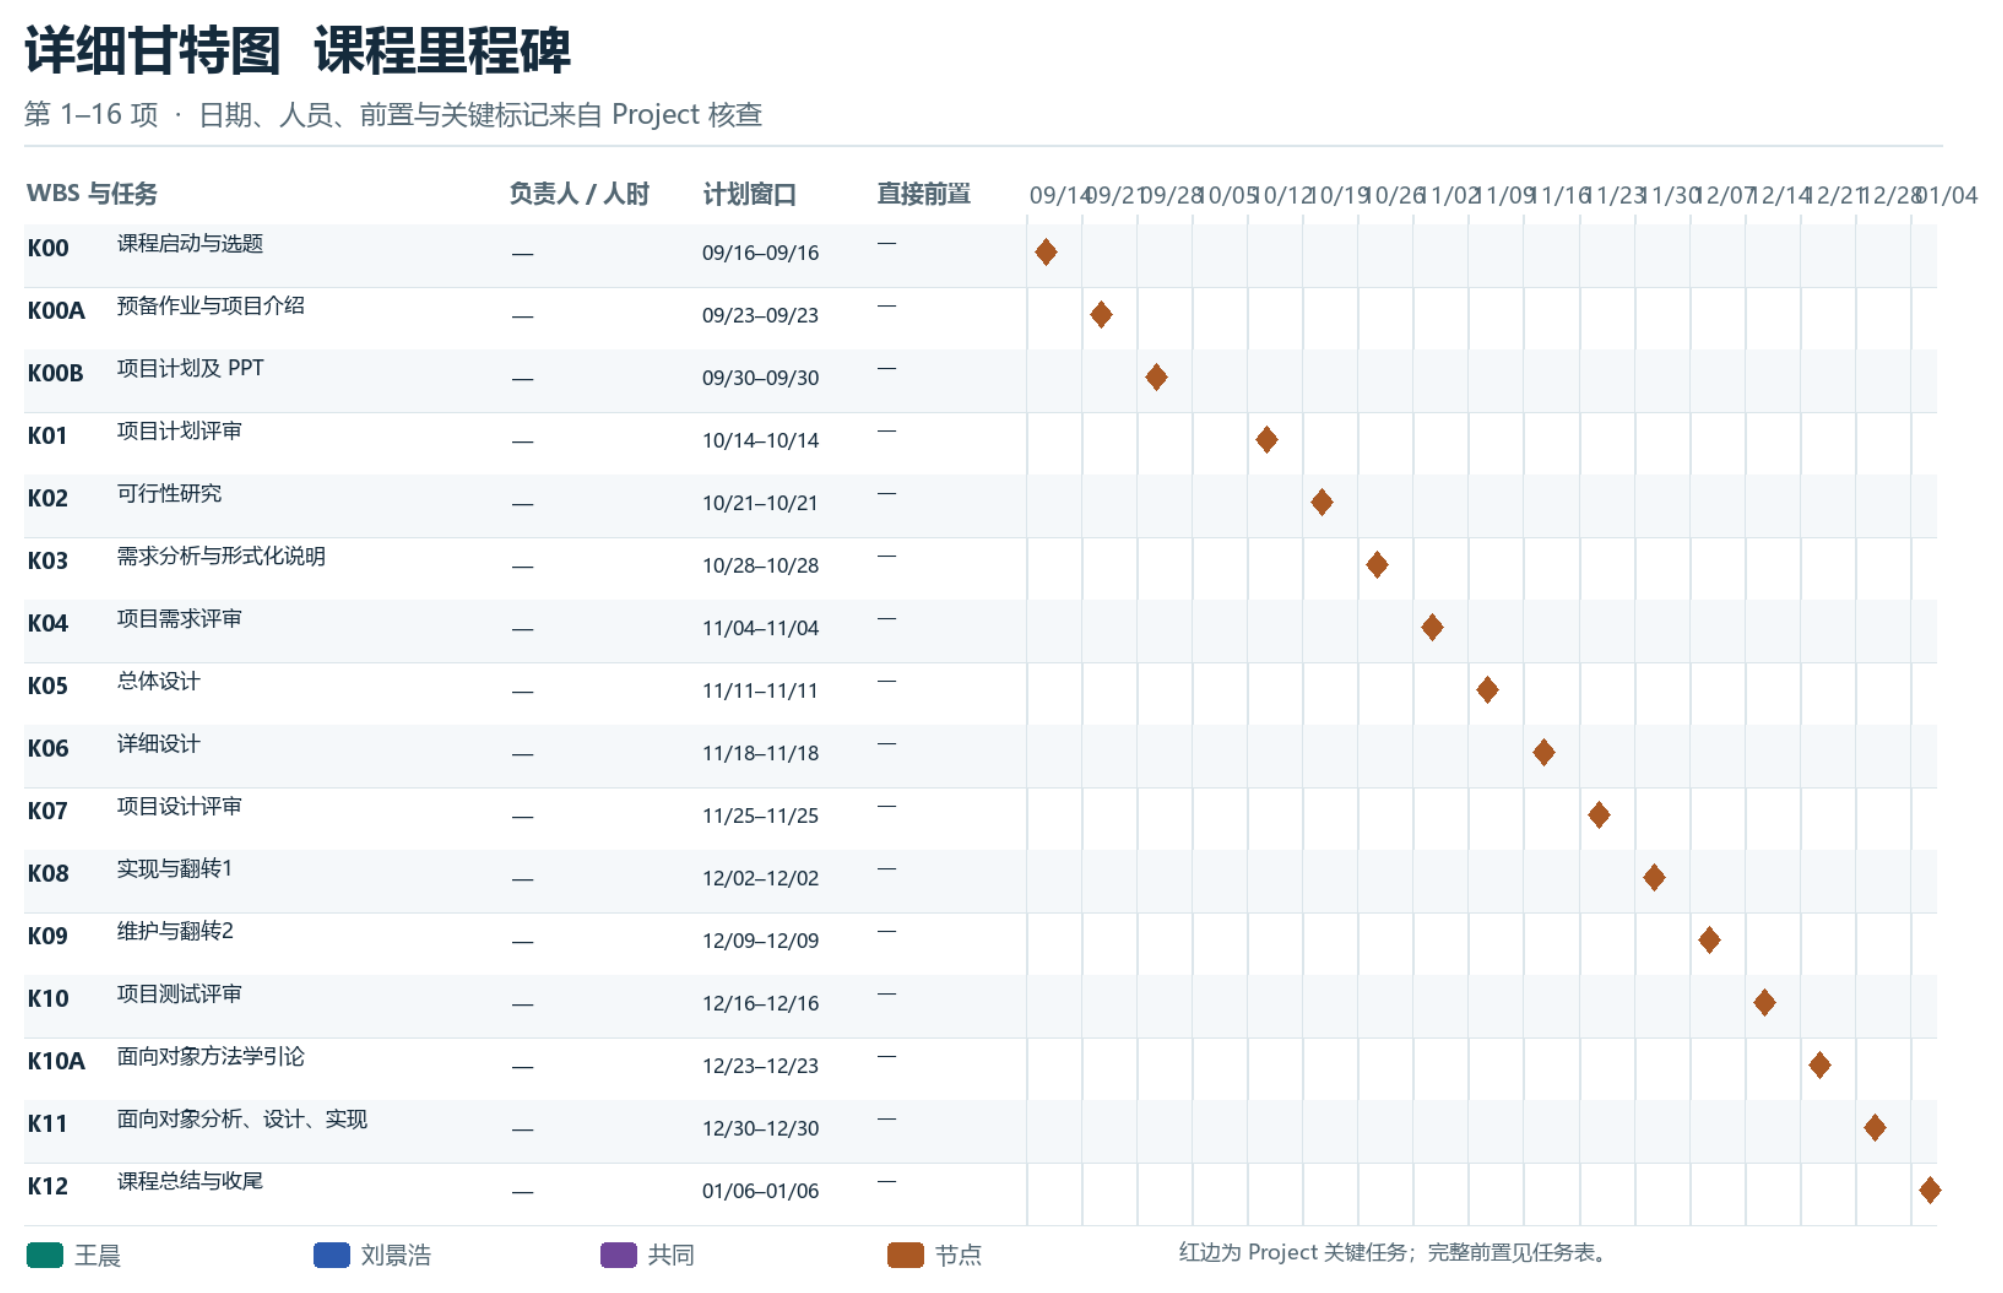 详细甘特图 课程里程碑
第 1–16 项 · 日期、人员、前置与关键标记来自 Project 核查
WBS 与任务 负责人 / 人时 计划窗口 直接前置 09/14 09/21 09/28 10/05 10/12 10/19 10/26 11/02 11/09 11/16 11/23 11/30 12/07 12/14 12/21 12/28 01/04
K00 课程启动与选题 — 09/16–09/16 —
K00A 预备作业与项目介绍 — 09/23–09/23 —
K00B 项目计划及 PPT — 09/30–09/30 —
K01 项目计划评审 — 10/14–10/14 —
K02 可行性研究 — 10/21–10/21 —
K03 需求分析与形式化说明 — 10/28–10/28 —
K04 项目需求评审 — 11/04–11/04 —
K05 总体设计 — 11/11–11/11 —
K06 详细设计 — 11/18–11/18 —
K07 项目设计评审 — 11/25–11/25 —
K08 实现与翻转1 — 12/02–12/02 —
K09 维护与翻转2 — 12/09–12/09 —
K10 项目测试评审 — 12/16–12/16 —
K10A 面向对象方法学引论 — 12/23–12/23 —
K11 面向对象分析、设计、实现 — 12/30–12/30 —
K12 课程总结与收尾 — 01/06–01/06 —
王晨 刘景浩 共同 节点 红边为 Project 关键任务；完整前置见任务表。